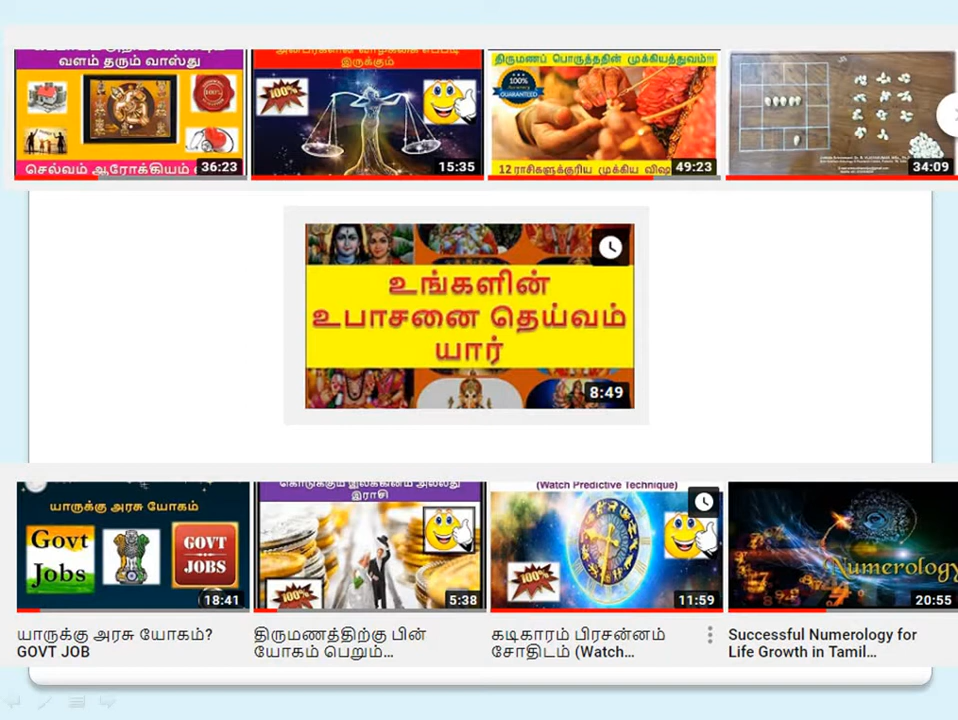 வளம் தரும் வாஸ்து
100%
செல்வம் ஆரோக்கியம்
36:23
இருக்கும்
100%
15:35
திருமணப் பொருத்ததின் முக்கியத்துவம்!!!
100%
GUARANTEED
12 ராசிகளுக்குரிய முக்கிய விஷ
49:23
34:09
உங்களின்
உபாசனை தெய்வம்
யார்
8:49
யாருக்கு அரசு யோகம்
Govt
Jobs
GOVT
JOBS
18:41
இராசி
100%
5:38
(Watch Predictive Technique)
100%
11:59
Numerology
20:55
யாருக்கு அரசு யோகம்?
GOVT JOB
திருமணத்திற்கு பின்
யோகம் பெறும்...
கடிகாரம் பிரசன்னம்
சோதிடம் (Watch...
Successful Numerology for
Life Growth in Tamil...